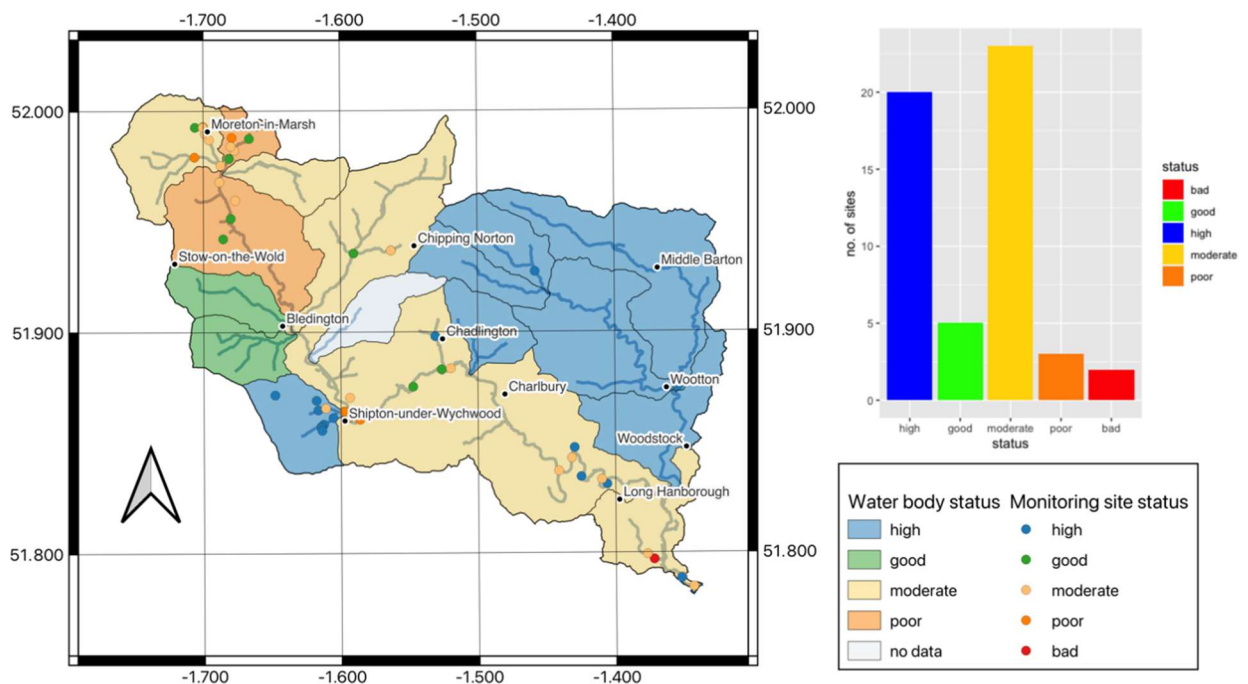 -1.700 -1.600 -1.500 -1.400
52.000 52.000
Moreton-in-Marsh
Chipping Norton
Stow-on-the-Wold
Middle Barton
Bledington
51.900 51.900
Chadlington
Charlbury
Wootton
Shipton-under-Wychwood
Woodstock
Long Hanborough
51.800 51.800
-1.700 -1.600 -1.500 -1.400
no. of sites
20
15
10
5
0
high good moderate poor bad
status
status
bad
good
high
moderate
poor
Water body status Monitoring site status
high high
good good
moderate moderate
poor poor
no data bad